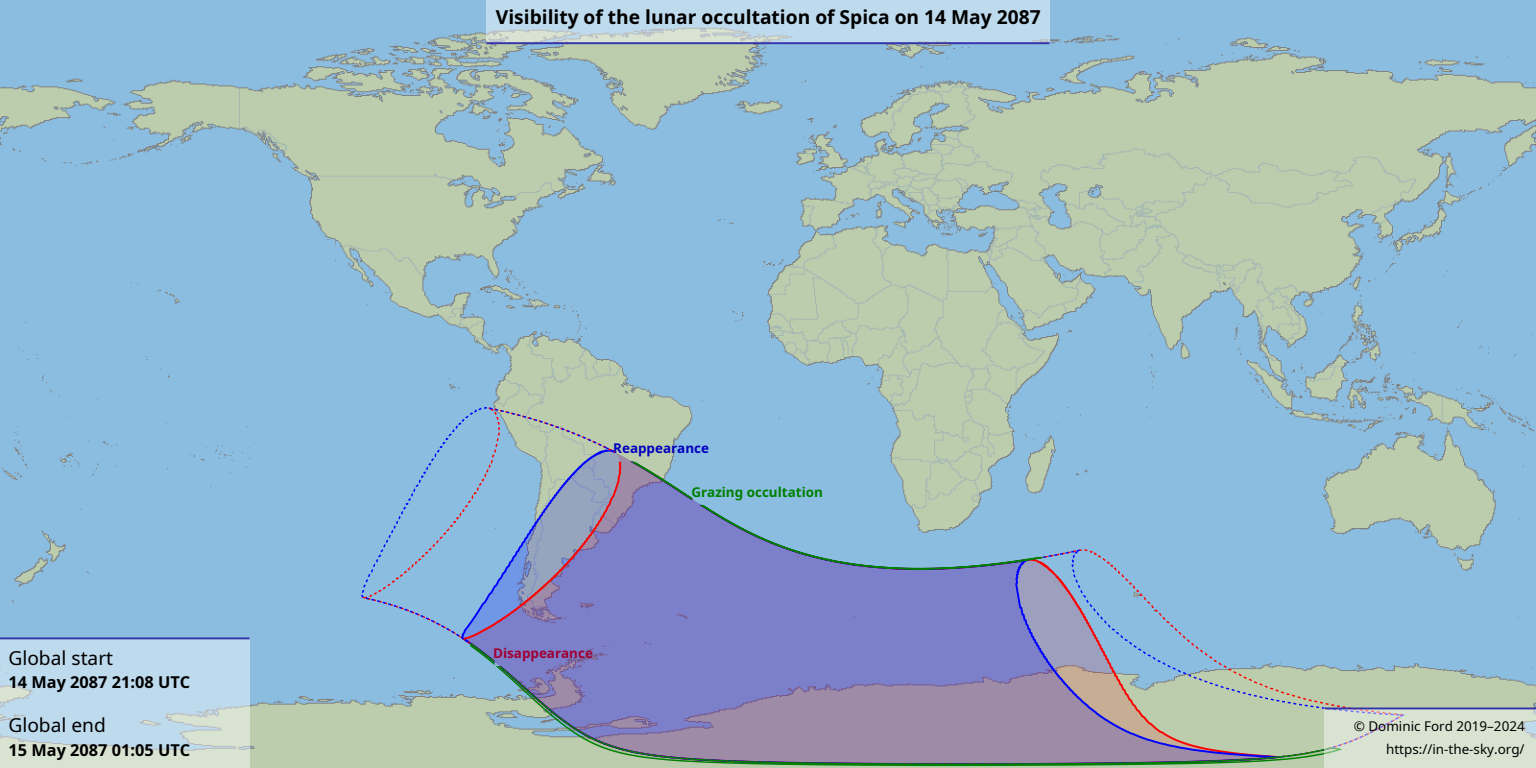 Visibility of the lunar occultation of Spica on 14 May 2087
Reappearance
Grazing occultation
Disappearance
Global start
14 May 2087 21:08 UTC
Global end
15 May 2087 01:05 UTC
© Dominic Ford 2019–2024
https://in-the-sky.org/